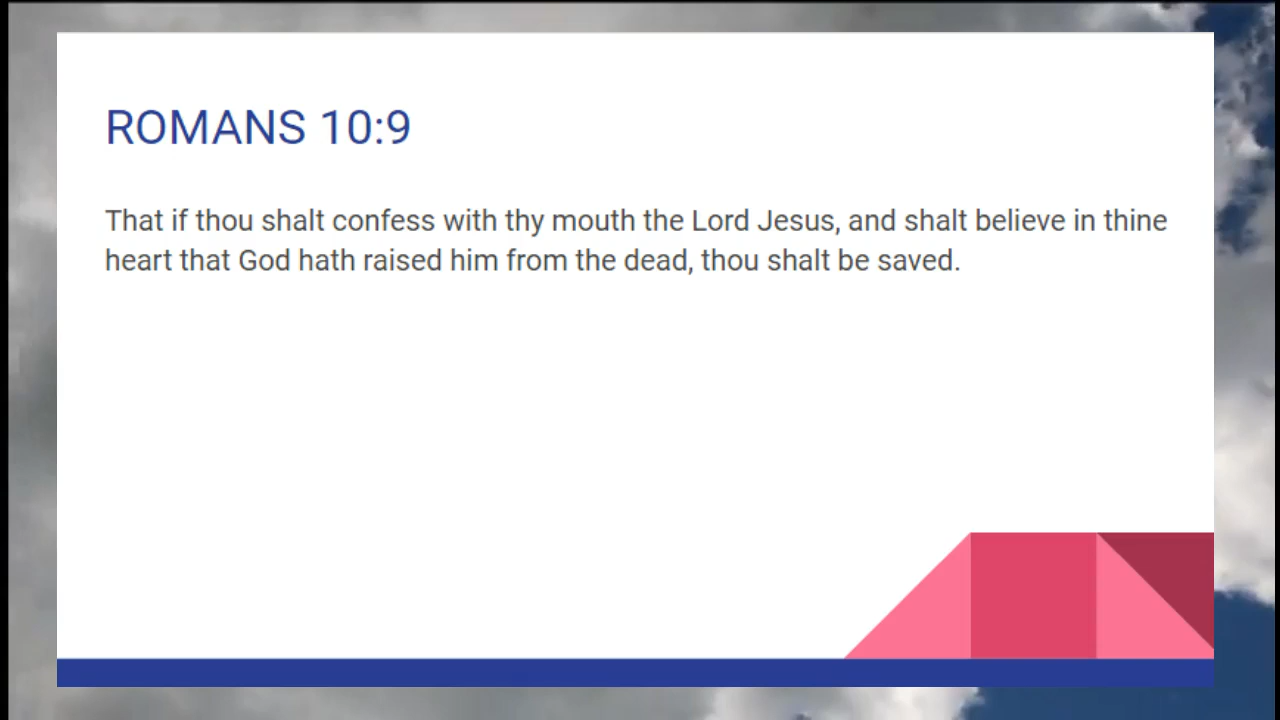 ROMANS 10:9
That if thou shalt confess with thy mouth the Lord Jesus, and shalt believe in thine
heart that God hath raised him from the dead, thou shalt be saved.